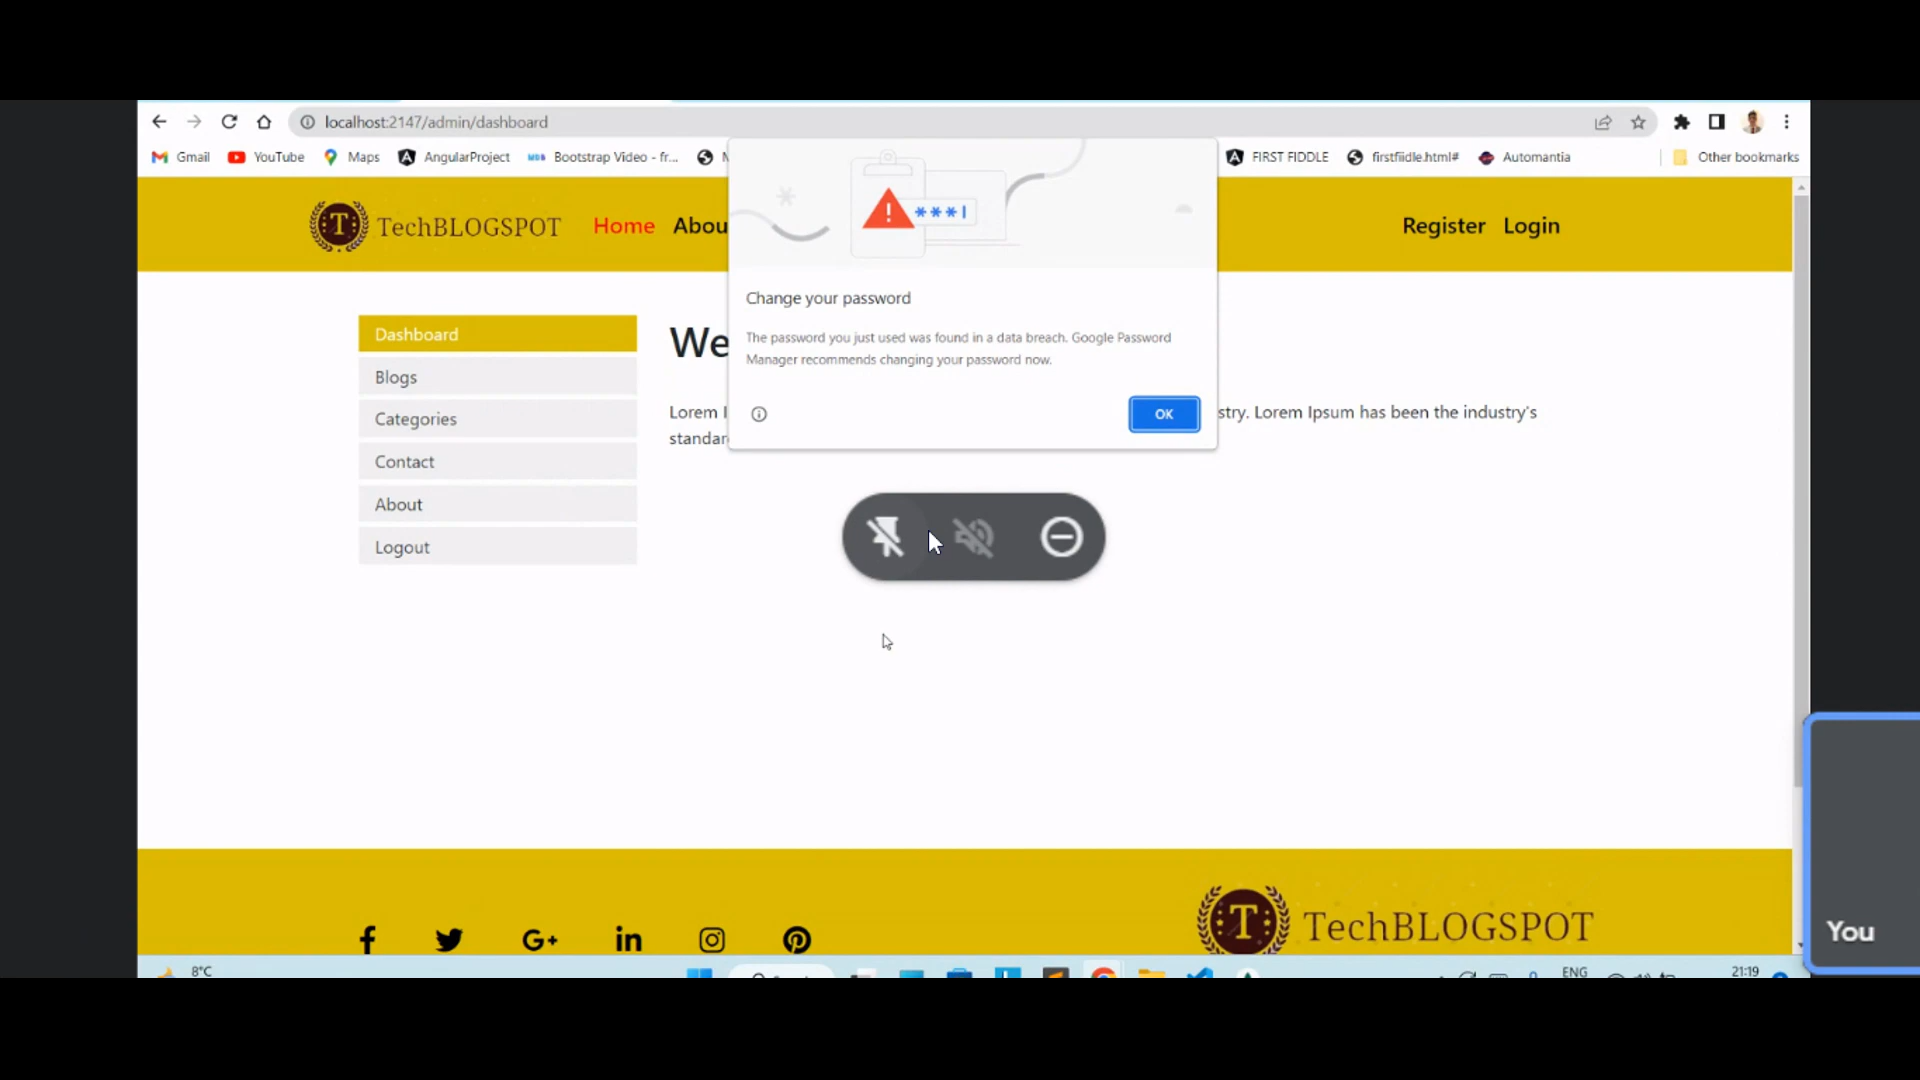 localhost:2147/admin/dashboard
Gmail YouTube Maps AngularProject MDB Bootstrap Video - fr... FIRST FIDDLE firstfiidle.html# Automantia Other bookmarks
T TechBLOGSPOT Home Abou Register Login
***|
Change your password
The password you just used was found in a data breach. Google Password
Manager recommends changing your password now.
OK
Dashboard
Blogs
Categories
Contact
About
Logout
We
Lorem I stry. Lorem Ipsum has been the industry's
standar
T TechBLOGSPOT
You
8°C ENG 21:19